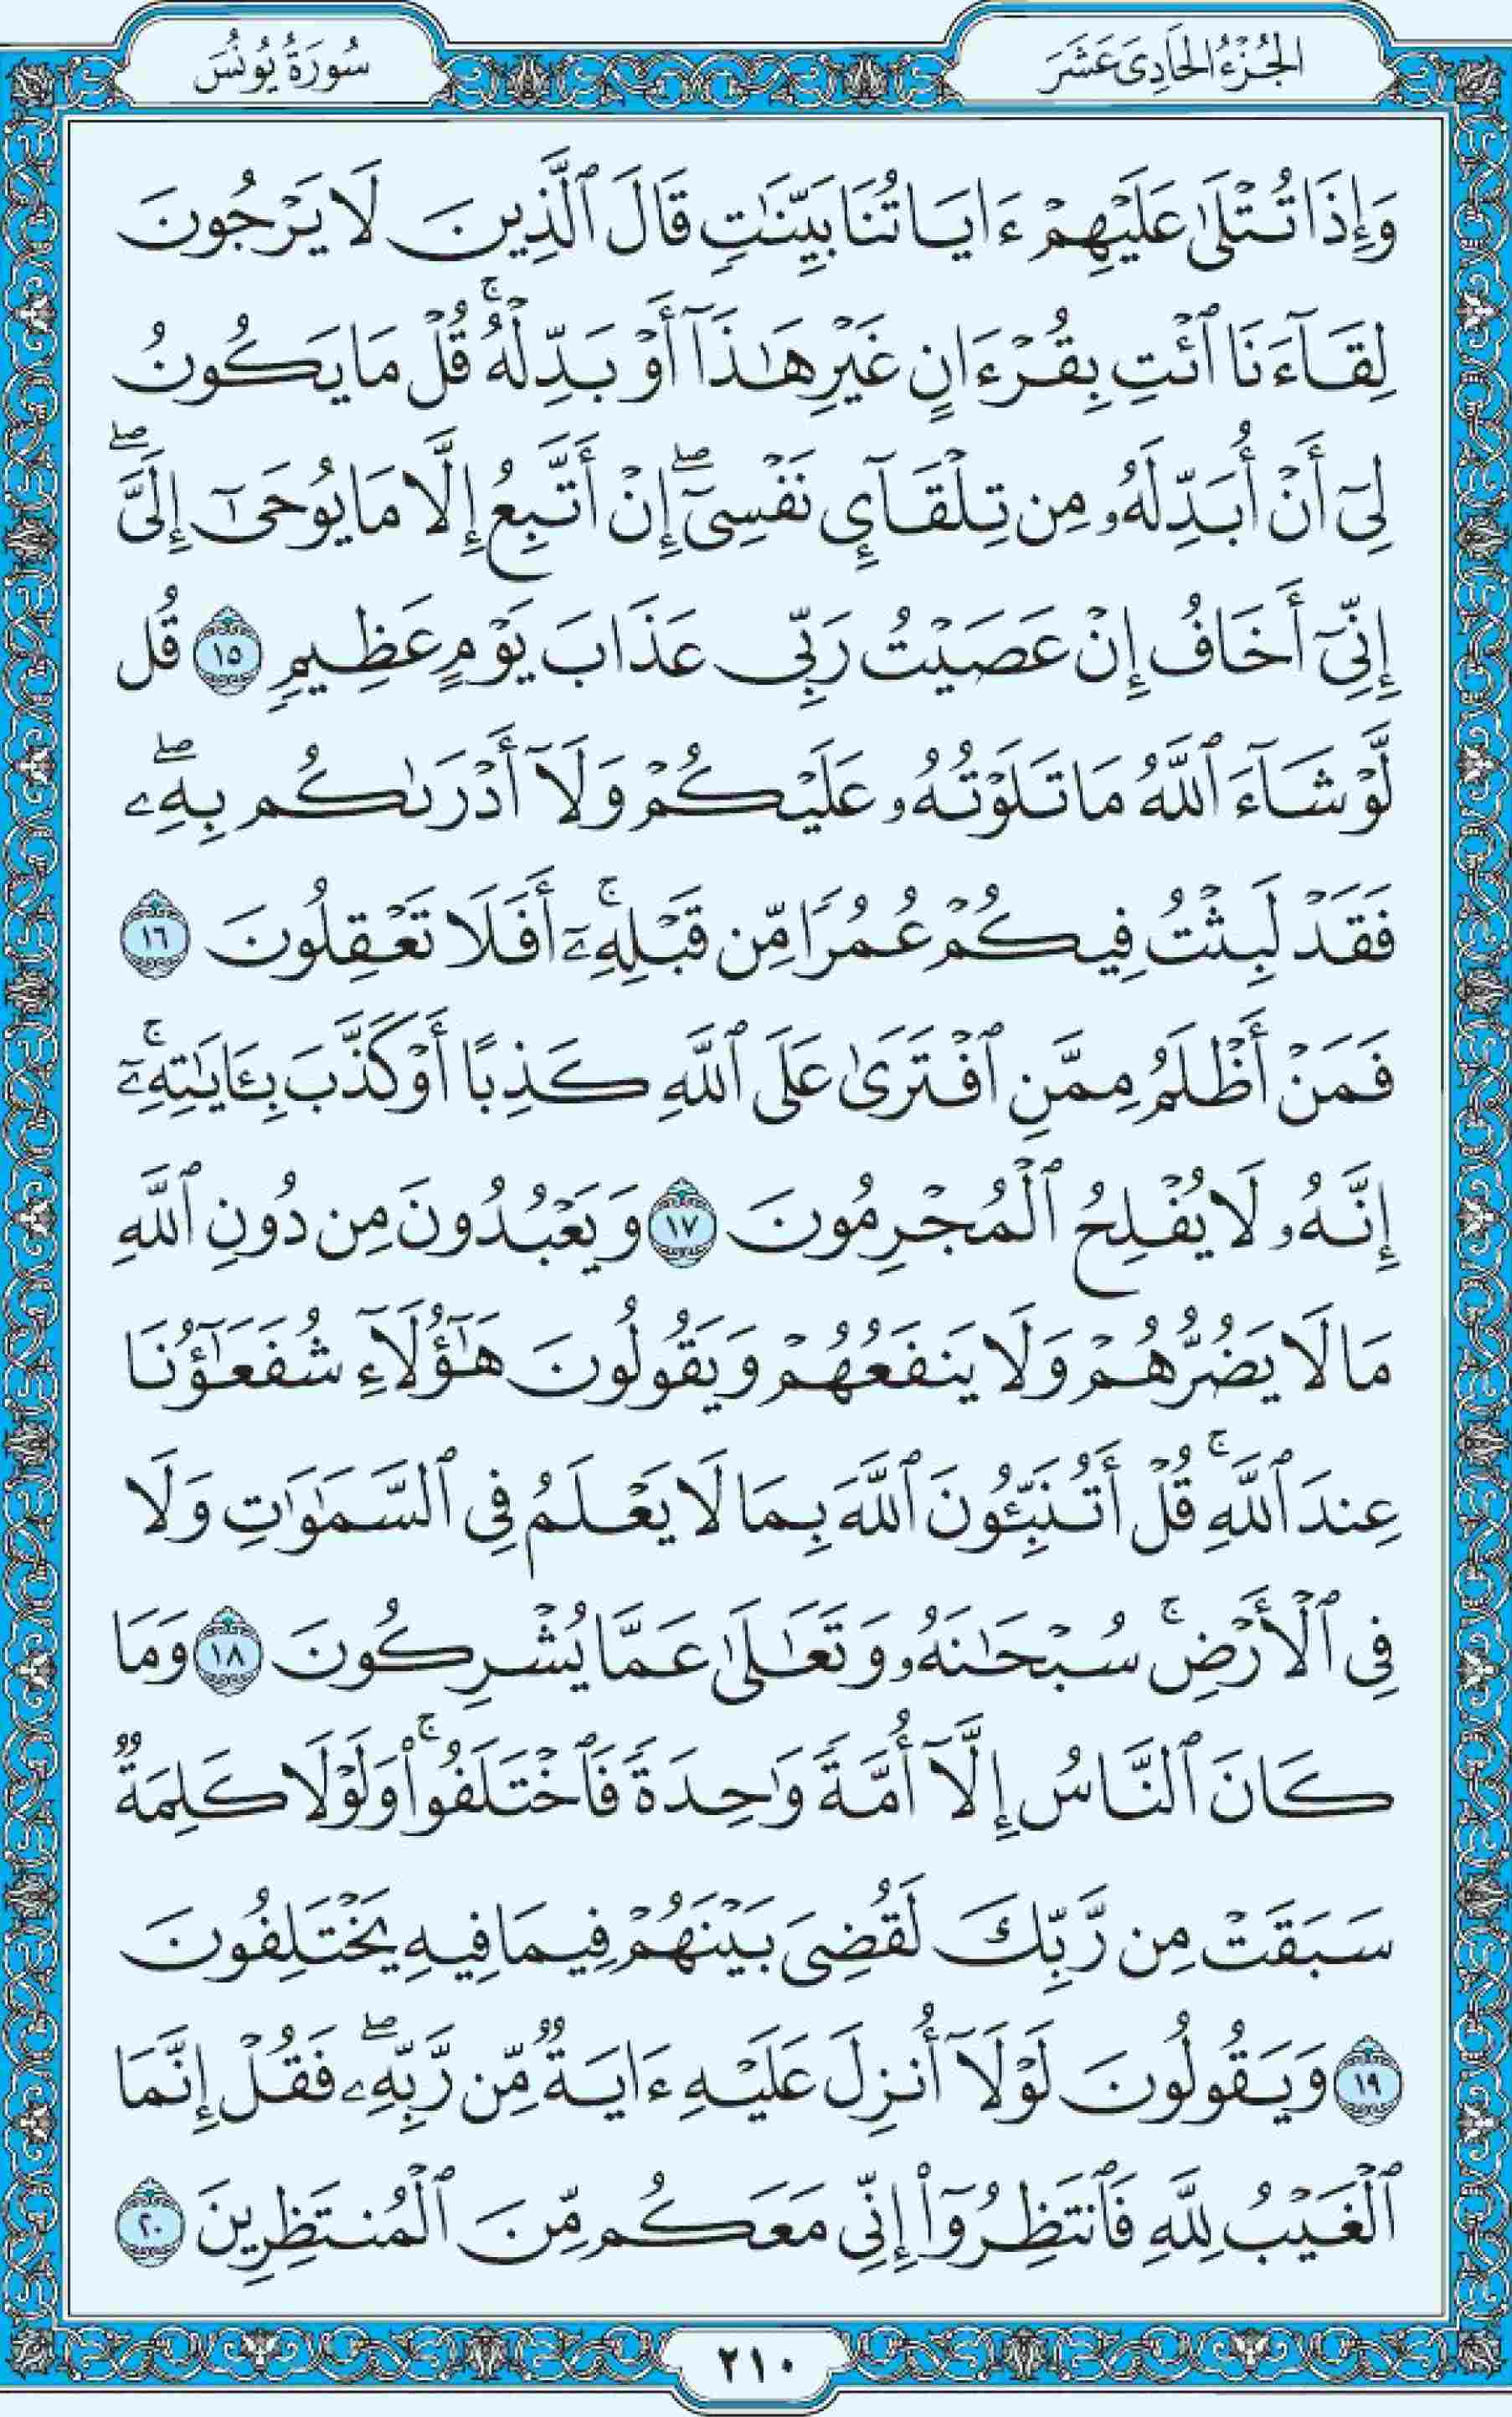 الجُزْءُ الحَادِى عَشَرَ
سُورَةُ يُونُسَ
وَإِذَا تُتْلَىٰ عَلَيْهِمْ ءَايَاتُنَا بَيِّنَٰتٍ قَالَ ٱلَّذِينَ لَا يَرْجُونَ
لِقَآءَنَا ٱئْتِ بِقُرْءَانٍ غَيْرِ هَٰذَآ أَوْ بَدِّلْهُ ۚ قُلْ مَا يَكُونُ
لِىٓ أَنْ أُبَدِّلَهُۥ مِن تِلْقَآئِ نَفْسِىٓ ۖ إِنْ أَتَّبِعُ إِلَّا مَا يُوحَىٰٓ إِلَىَّ ۖ
إِنِّىٓ أَخَافُ إِنْ عَصَيْتُ رَبِّى عَذَابَ يَوْمٍ عَظِيمٍ ١٥ قُل
لَّوْ شَآءَ ٱللَّهُ مَا تَلَوْتُهُۥ عَلَيْكُمْ وَلَآ أَدْرَىٰكُم بِهِۦ ۖ
فَقَدْ لَبِثْتُ فِيكُمْ عُمُرًا مِّن قَبْلِهِۦٓ ۚ أَفَلَا تَعْقِلُونَ ١٦
فَمَنْ أَظْلَمُ مِمَّنِ ٱفْتَرَىٰ عَلَى ٱللَّهِ كَذِبًا أَوْ كَذَّبَ بِـَٔايَٰتِهِۦٓ ۚ
إِنَّهُۥ لَا يُفْلِحُ ٱلْمُجْرِمُونَ ١٧ وَيَعْبُدُونَ مِن دُونِ ٱللَّهِ
مَا لَا يَضُرُّهُمْ وَلَا يَنفَعُهُمْ وَيَقُولُونَ هَٰٓؤُلَآءِ شُفَعَٰٓؤُنَا
عِندَ ٱللَّهِ ۚ قُلْ أَتُنَبِّـُٔونَ ٱللَّهَ بِمَا لَا يَعْلَمُ فِى ٱلسَّمَٰوَٰتِ وَلَا
فِى ٱلْأَرْضِ ۚ سُبْحَٰنَهُۥ وَتَعَٰلَىٰ عَمَّا يُشْرِكُونَ ١٨ وَمَا
كَانَ ٱلنَّاسُ إِلَّآ أُمَّةً وَٰحِدَةً فَٱخْتَلَفُوا۟ ۚ وَلَوْلَا كَلِمَةٌ
سَبَقَتْ مِن رَّبِّكَ لَقُضِىَ بَيْنَهُمْ فِيمَا فِيهِ يَخْتَلِفُونَ
١٩ وَيَقُولُونَ لَوْلَآ أُنزِلَ عَلَيْهِ ءَايَةٌ مِّن رَّبِّهِۦ ۖ فَقُلْ إِنَّمَا
ٱلْغَيْبُ لِلَّهِ فَٱنتَظِرُوٓا۟ إِنِّى مَعَكُم مِّنَ ٱلْمُنتَظِرِينَ ٢٠
٢١٠